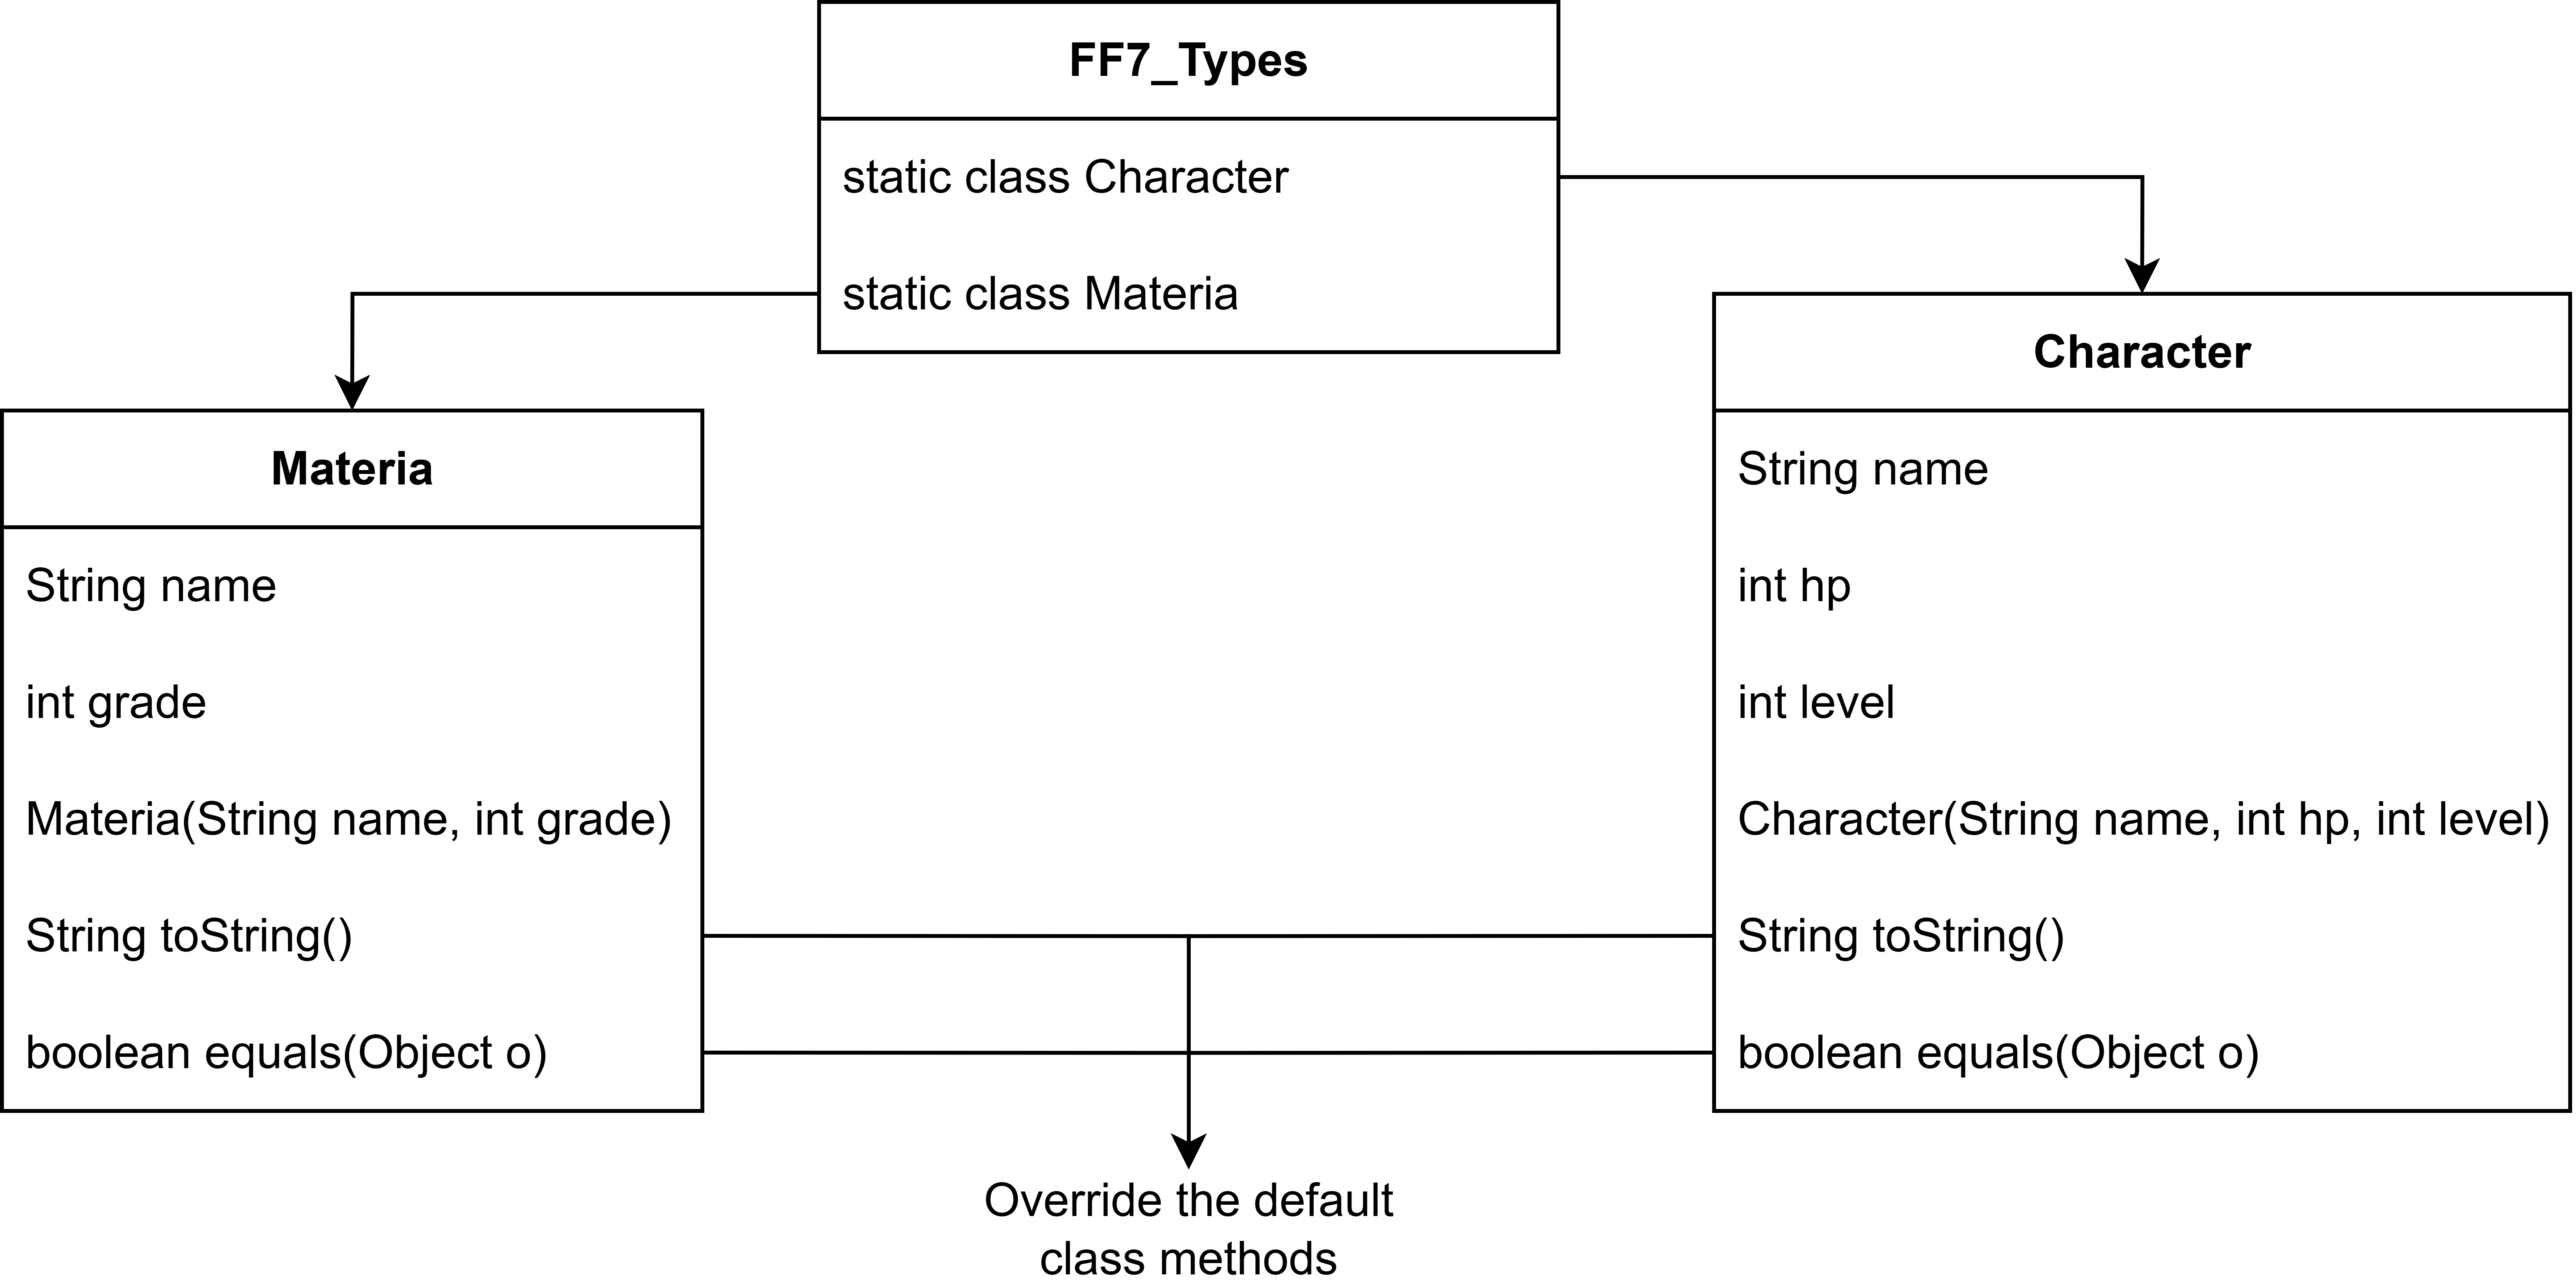 FF7_Types
static class Character
static class Materia
Materia
String name
int grade
Materia(String name, int grade)
String toString()
boolean equals(Object o)
Character
String name
int hp
int level
Character(String name, int hp, int level)
String toString()
boolean equals(Object o)
Override the default
class methods